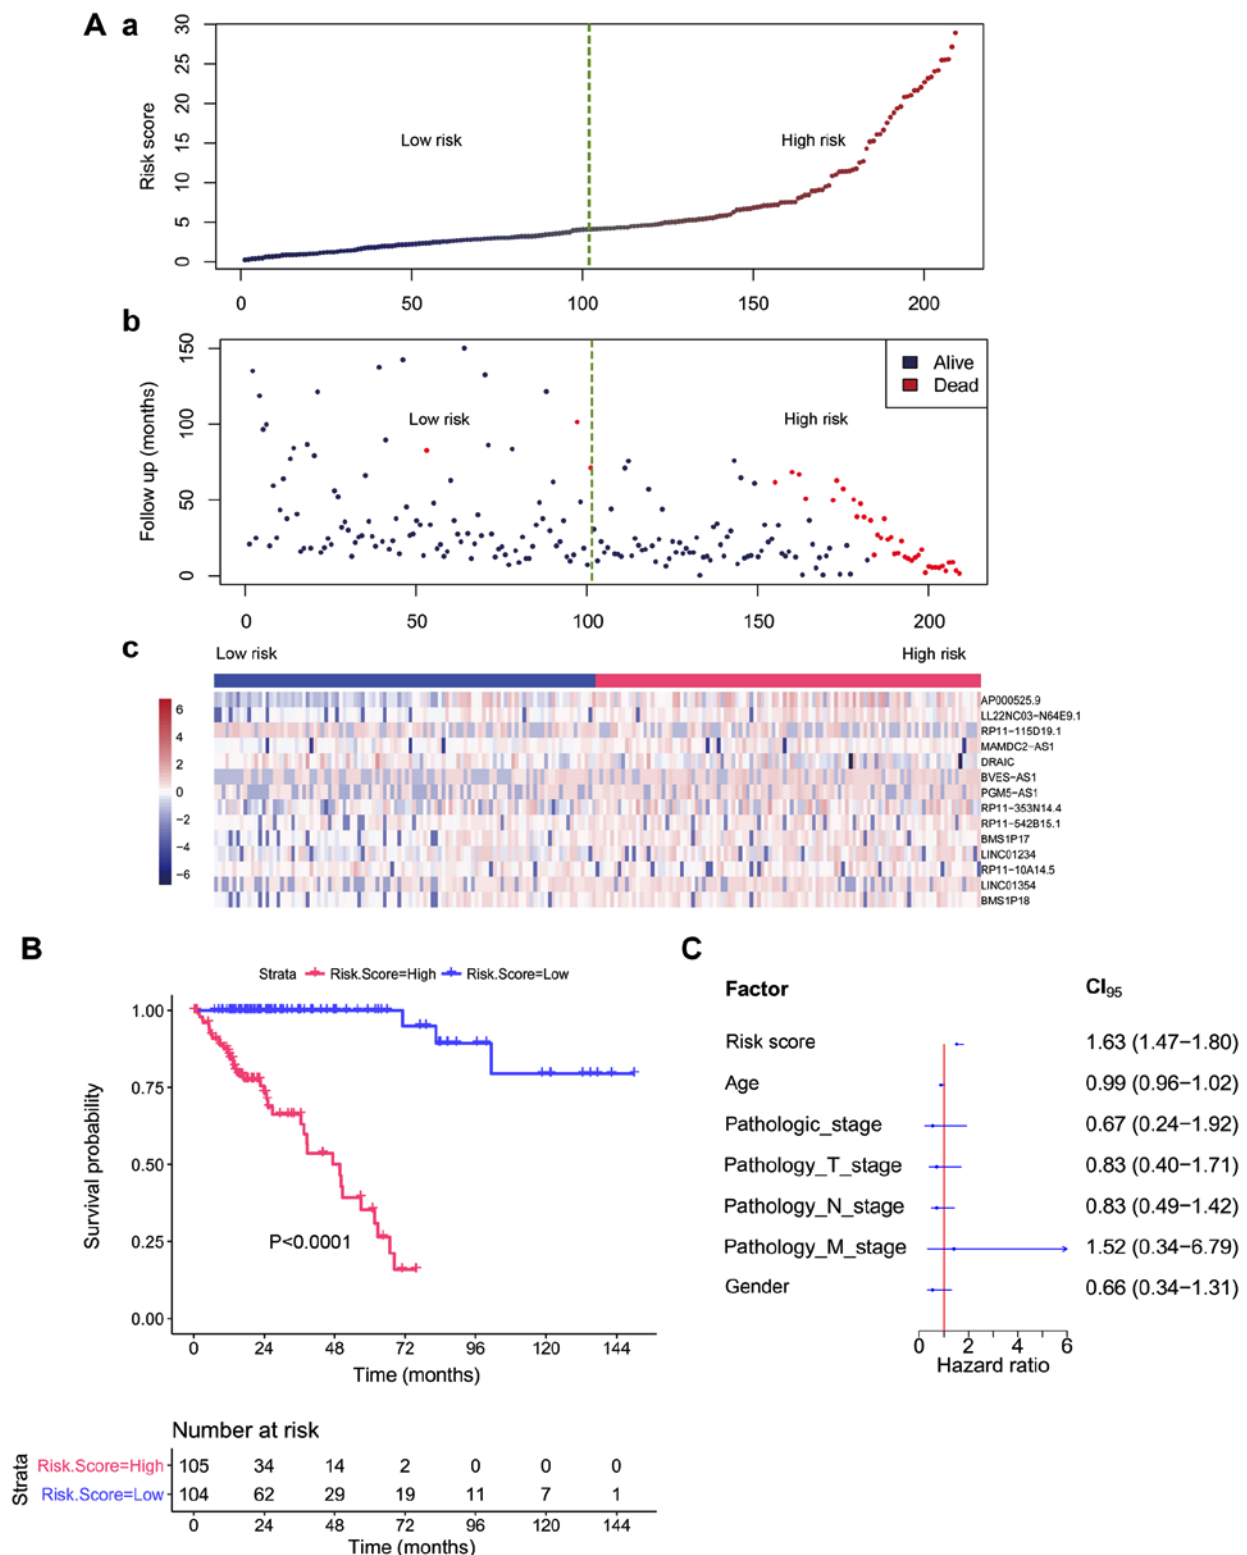 A a
30
25
20
15
10
5
0
Risk score
Low risk
High risk
0 50 100 150 200
b
150
100
50
0
Follow up (months)
Alive
Dead
Low risk
High risk
0 50 100 150 200
c
Low risk
High risk
6
4
2
0
−2
−4
−6
AP000525.9
LL22NC03−N64E9.1
RP11−115D19.1
MAMDC2−AS1
DRAIC
BVES−AS1
PGM5−AS1
RP11−353N14.4
RP11−542B15.1
BMS1P17
LINC01234
RP11−10A14.5
LINC01354
BMS1P18
B
Strata Risk.Score=High Risk.Score=Low
1.00
0.75
0.50
0.25
0.00
Survival probability
P<0.0001
0 24 48 72 96 120 144
Time (months)
Number at risk
Strata
Risk.Score=High 105 34 14 2 0 0 0
Risk.Score=Low 104 62 29 19 11 7 1
0 24 48 72 96 120 144
Time (months)
C
Factor CI95
Risk score 1.63 (1.47−1.80)
Age 0.99 (0.96−1.02)
Pathologic_stage 0.67 (0.24−1.92)
Pathology_T_stage 0.83 (0.40−1.71)
Pathology_N_stage 0.83 (0.49−1.42)
Pathology_M_stage 1.52 (0.34−6.79)
Gender 0.66 (0.34−1.31)
0 2 4 6
Hazard ratio